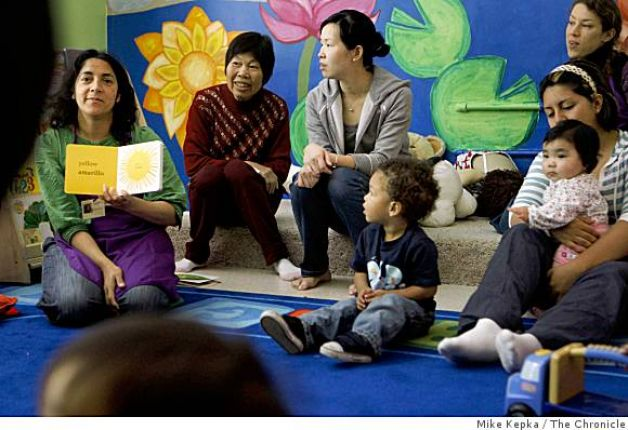 yellow
amarillo
Mike Kepka / The Chronicle